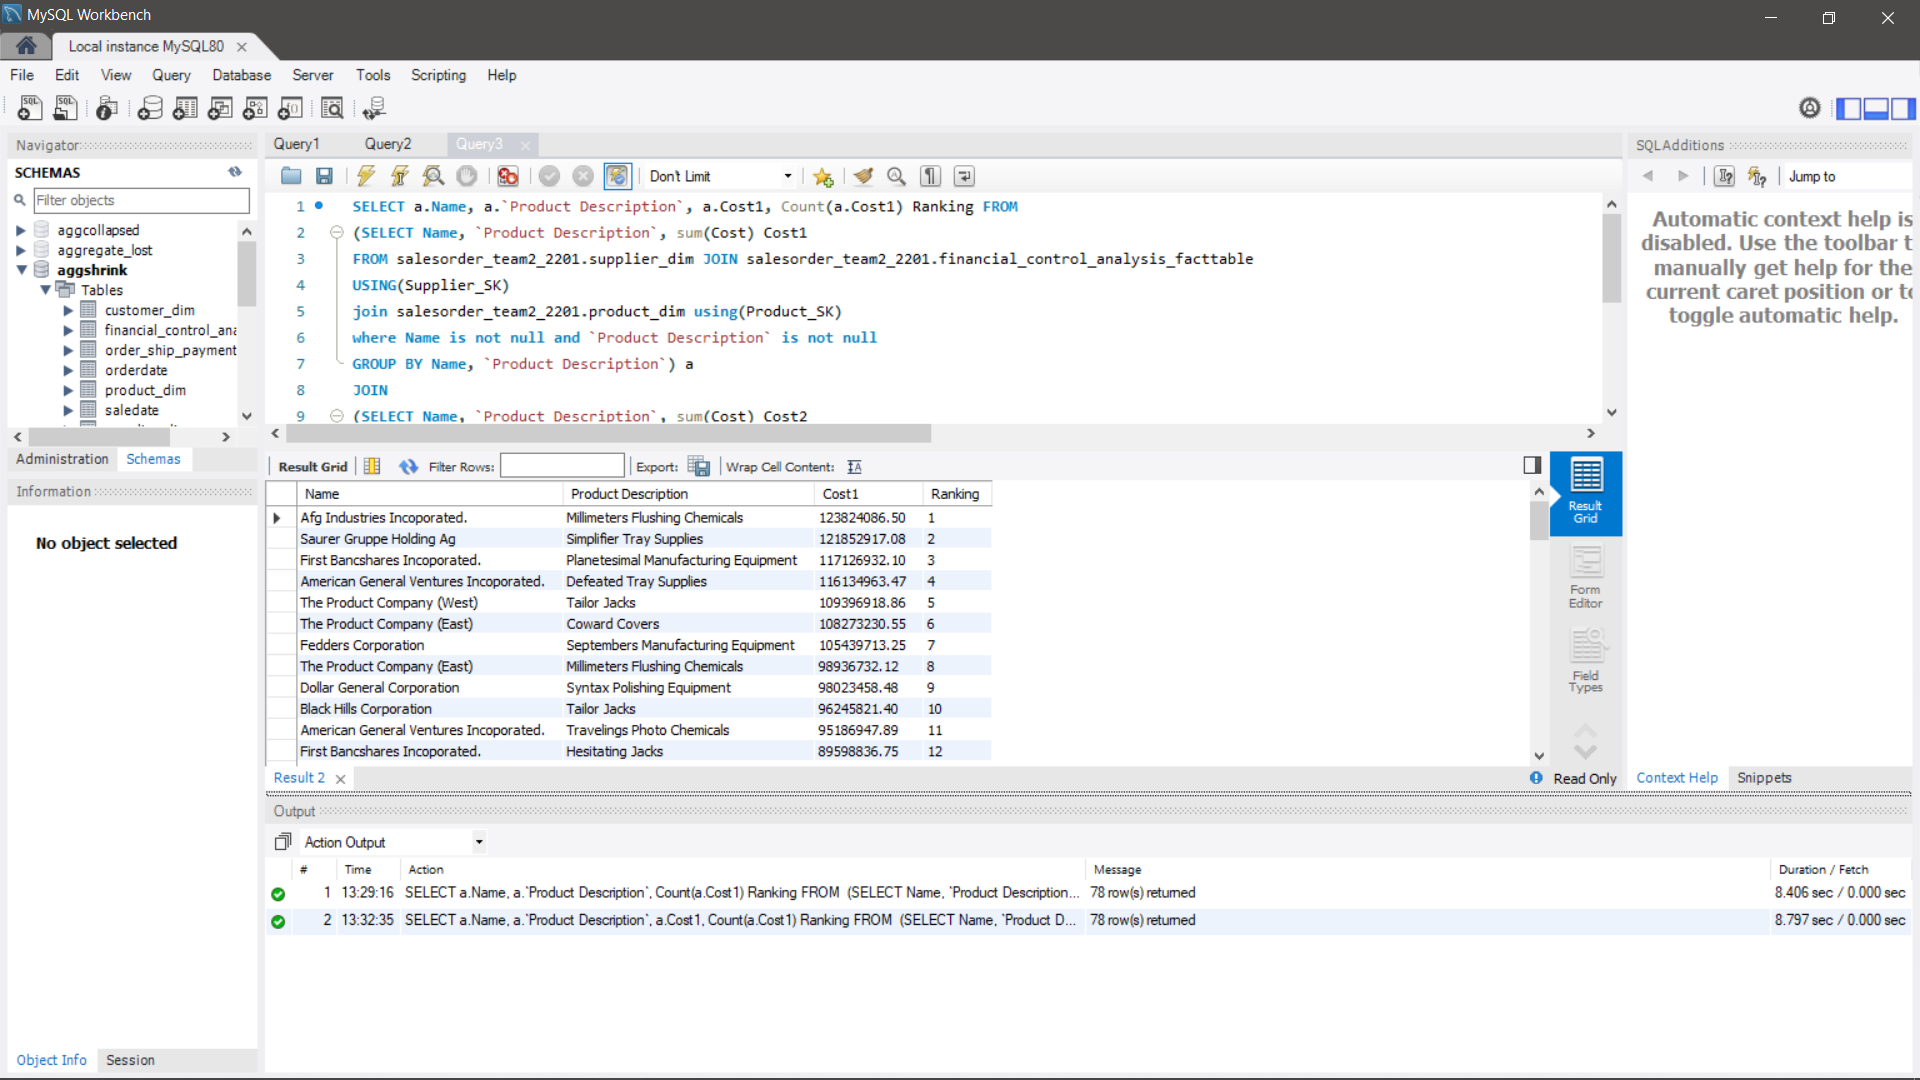 MySQL Workbench
Local instance MySQL80
File Edit View Query Database Server Tools Scripting Help
Navigator
SCHEMAS
Filter objects
aggcollapsed
aggregate_lost
aggshrink
Tables
customer_dim
financial_control_ana
order_ship_payment
orderdate
product_dim
saledate
Administration Schemas
Information
No object selected
Object Info Session
Query1 Query2 Query3
Don't Limit
1 SELECT a.Name, a.`Product Description`, a.Cost1, Count(a.Cost1) Ranking FROM
2 (SELECT Name, `Product Description`, sum(Cost) Cost1
3 FROM salesorder_team2_2201.supplier_dim JOIN salesorder_team2_2201.financial_control_analysis_facttable
4 USING(Supplier_SK)
5 join salesorder_team2_2201.product_dim using(Product_SK)
6 where Name is not null and `Product Description` is not null
7 GROUP BY Name, `Product Description`) a
8 JOIN
9 (SELECT Name, `Product Description`, sum(Cost) Cost2
Result Grid Filter Rows: Export: Wrap Cell Content:
Name Product Description Cost1 Ranking
Afg Industries Incoporated. Millimeters Flushing Chemicals 123824086.50 1
Saurer Gruppe Holding Ag Simplifier Tray Supplies 121852917.08 2
First Bancshares Incoporated. Planetesimal Manufacturing Equipment 117126932.10 3
American General Ventures Incoporated. Defeated Tray Supplies 116134963.47 4
The Product Company (West) Tailor Jacks 109396918.86 5
The Product Company (East) Coward Covers 108273230.55 6
Fedders Corporation Septembers Manufacturing Equipment 105439713.25 7
The Product Company (East) Millimeters Flushing Chemicals 98936732.12 8
Dollar General Corporation Syntax Polishing Equipment 98023458.48 9
Black Hills Corporation Tailor Jacks 96245821.40 10
American General Ventures Incoporated. Travelings Photo Chemicals 95186947.89 11
First Bancshares Incoporated. Hesitating Jacks 89598836.75 12
Result Grid
Form Editor
Field Types
Result 2 Read Only
SQLAdditions
Jump to
Automatic context help is
disabled. Use the toolbar t
manually get help for the
current caret position or to
toggle automatic help.
Context Help Snippets
Output
Action Output
# Time Action Message Duration / Fetch
1 13:29:16 SELECT a.Name, a.`Product Description`, Count(a.Cost1) Ranking FROM (SELECT Name, `Product Description... 78 row(s) returned 8.406 sec / 0.000 sec
2 13:32:35 SELECT a.Name, a.`Product Description`, a.Cost1, Count(a.Cost1) Ranking FROM (SELECT Name, `Product D... 78 row(s) returned 8.797 sec / 0.000 sec